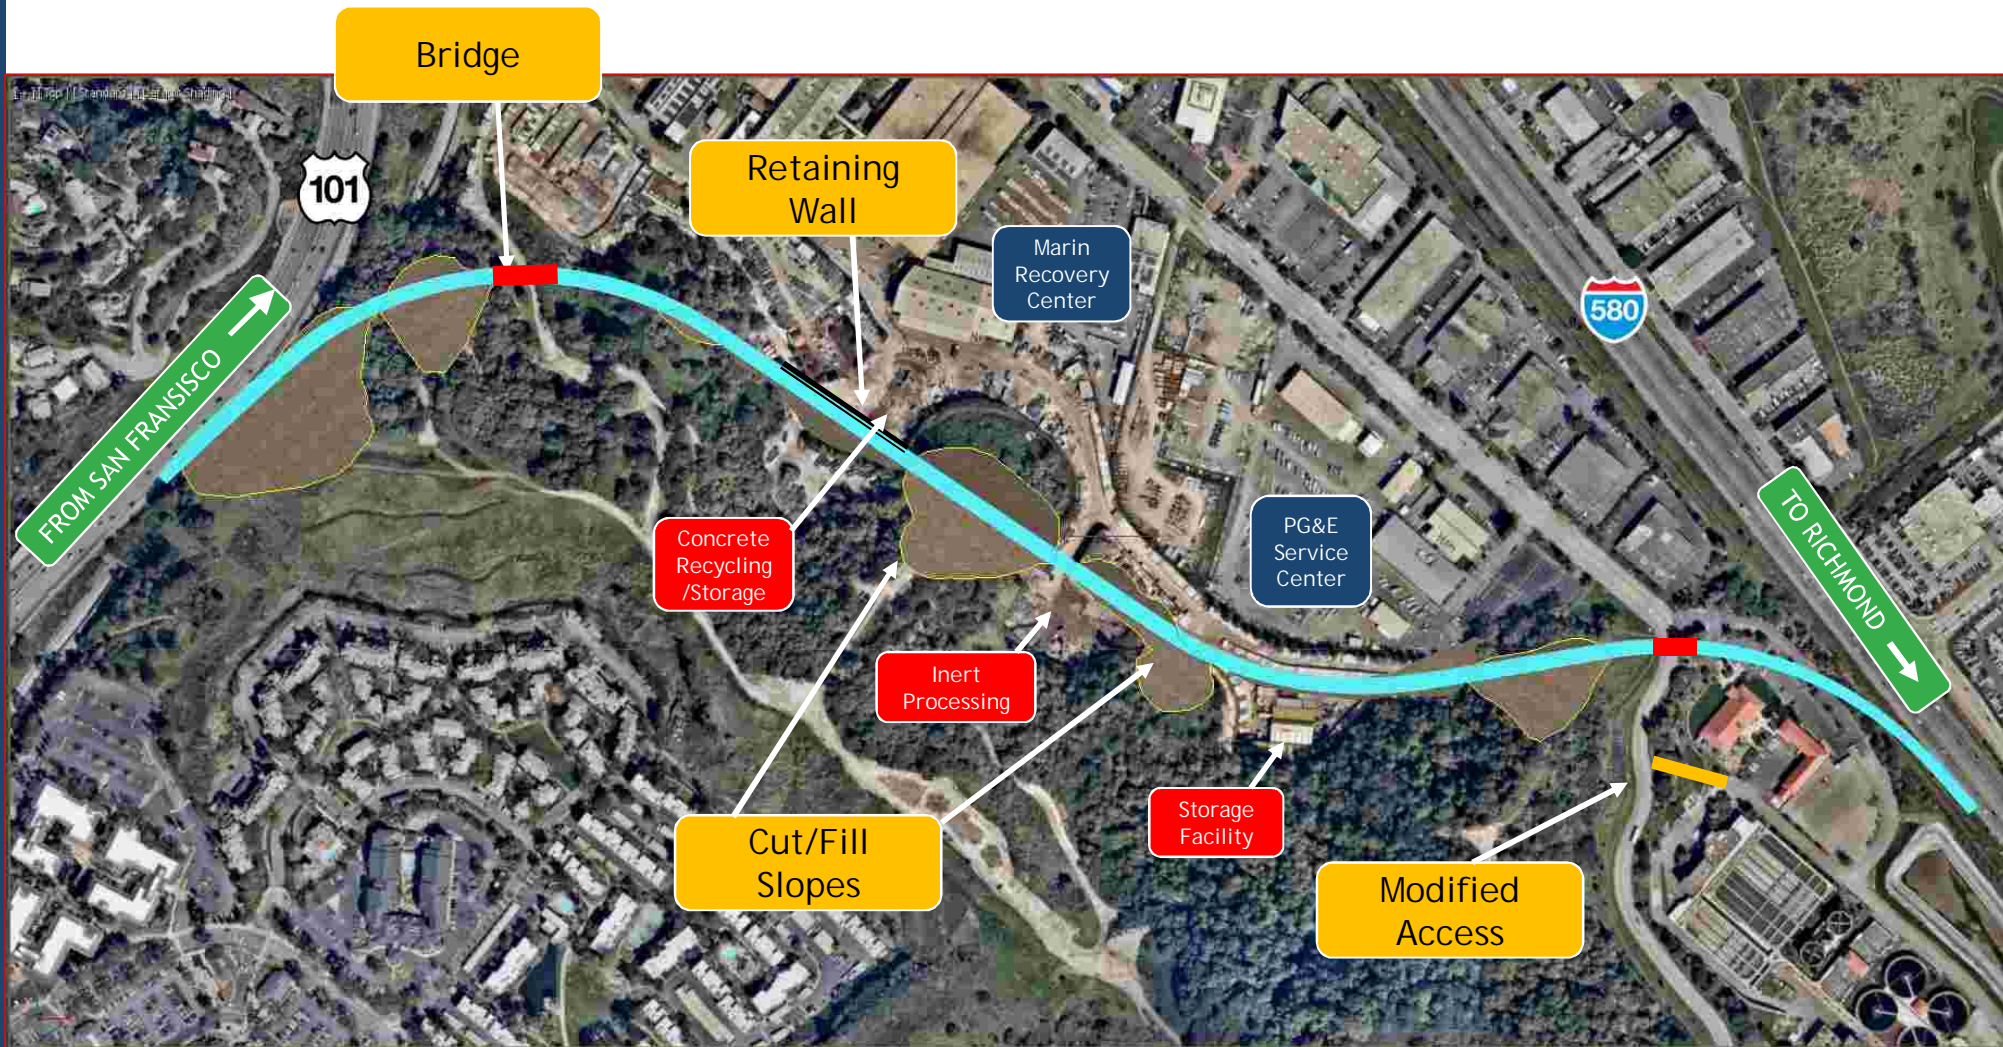 Bridge
101
Retaining
Wall
Marin
Recovery
Center
580
FROM SAN FRANSISCO
TO RICHMOND
Concrete
Recycling
/Storage
PG&E
Service
Center
Inert
Processing
Storage
Facility
Cut/Fill
Slopes
Modified
Access